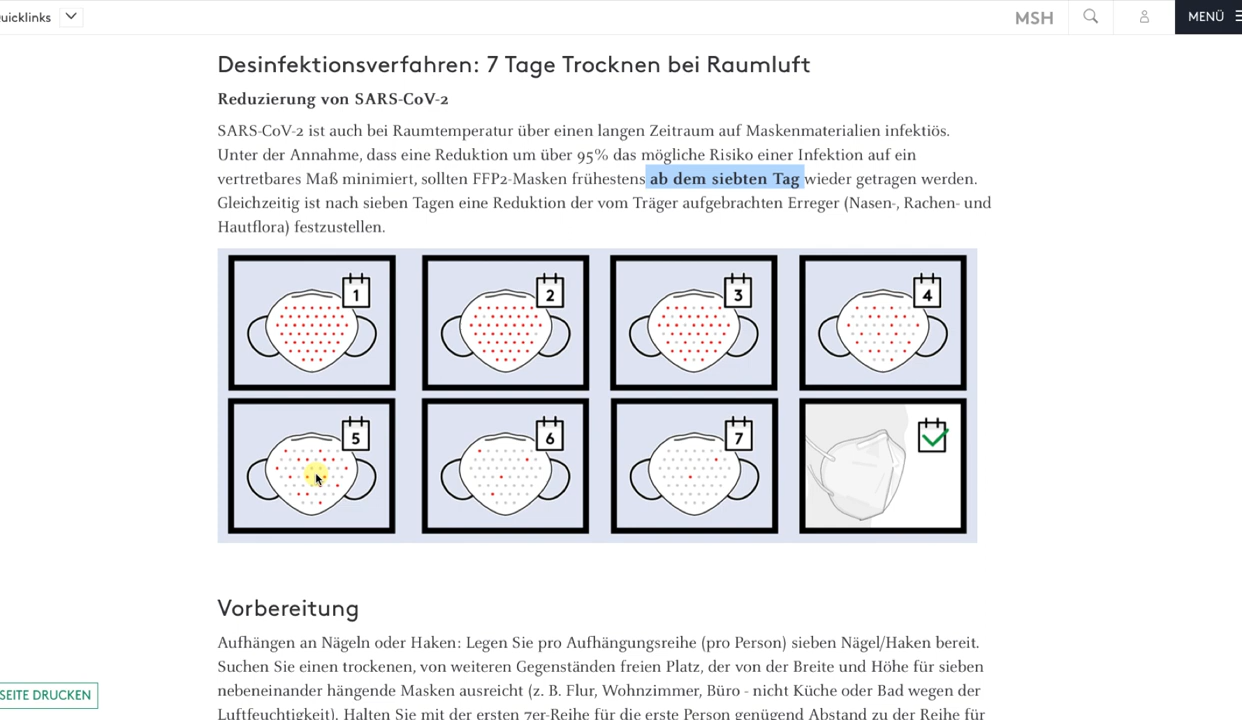 Quicklinks
MSH
MENÜ
Desinfektionsverfahren: 7 Tage Trocknen bei Raumluft
Reduzierung von SARS-CoV-2
SARS-CoV-2 ist auch bei Raumtemperatur über einen langen Zeitraum auf Maskenmaterialien infektiös.
Unter der Annahme, dass eine Reduktion um über 95% das mögliche Risiko einer Infektion auf ein
vertretbares Maß minimiert, sollten FFP2-Masken frühestens ab dem siebten Tag wieder getragen werden.
Gleichzeitig ist nach sieben Tagen eine Reduktion der vom Träger aufgebrachten Erreger (Nasen-, Rachen- und
Hautflora) festzustellen.
1
2
3
4
5
6
7
Vorbereitung
Aufhängen an Nägeln oder Haken: Legen Sie pro Aufhängungsreihe (pro Person) sieben Nägel/Haken bereit.
Suchen Sie einen trockenen, von weiteren Gegenständen freien Platz, der von der Breite und Höhe für sieben
SEITE DRUCKEN
nebeneinander hängende Masken ausreicht (z. B. Flur, Wohnzimmer, Büro - nicht Küche oder Bad wegen der
Luftfeuchtigkeit). Halten Sie mit der ersten 7er-Reihe für die erste Person genügend Abstand zu der Reihe für